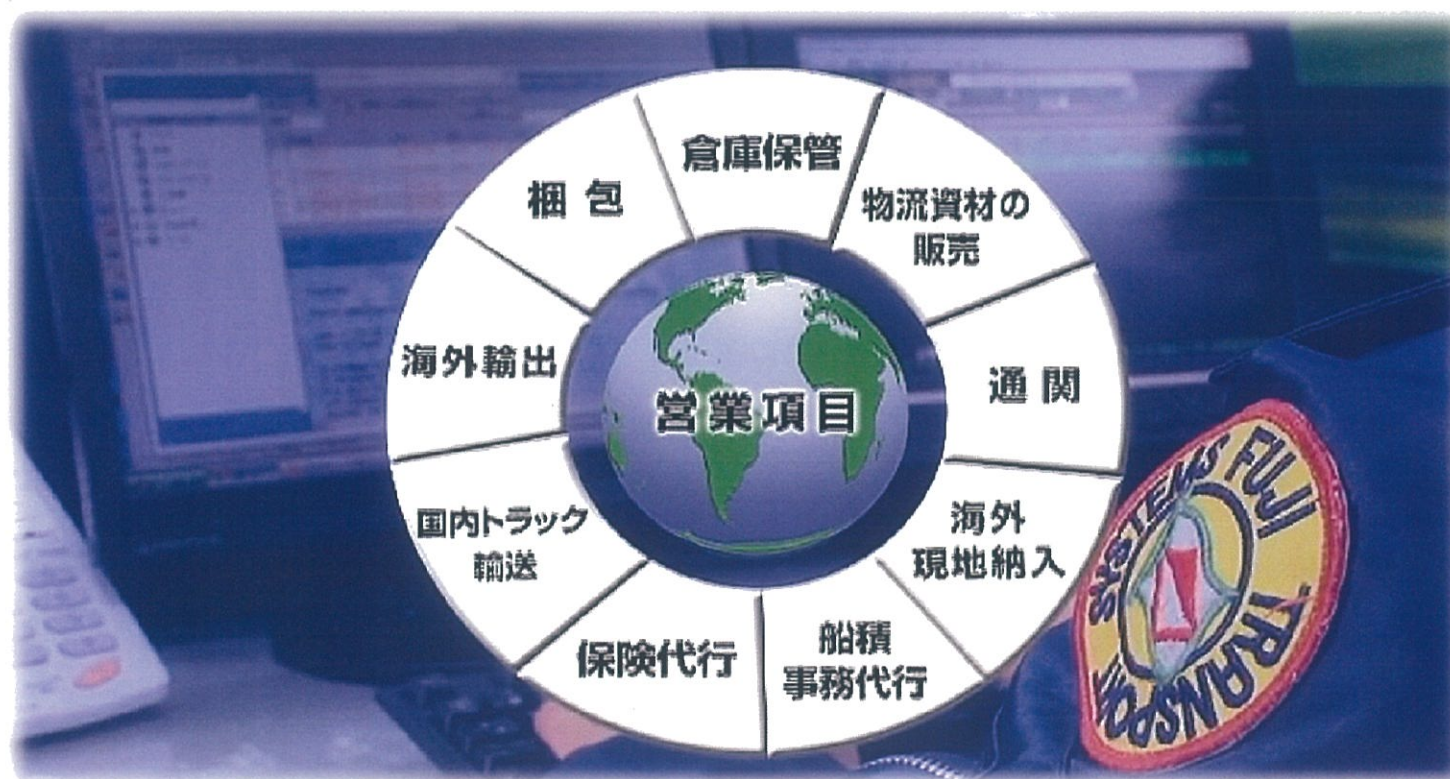 倉庫保管
物流資材の
販売
通関
海外
現地納入
船積
事務代行
保険代行
国内トラック
輸送
海外輸出
梱包
営業項目
FUJI
TRANSPORT
SYSTEMS